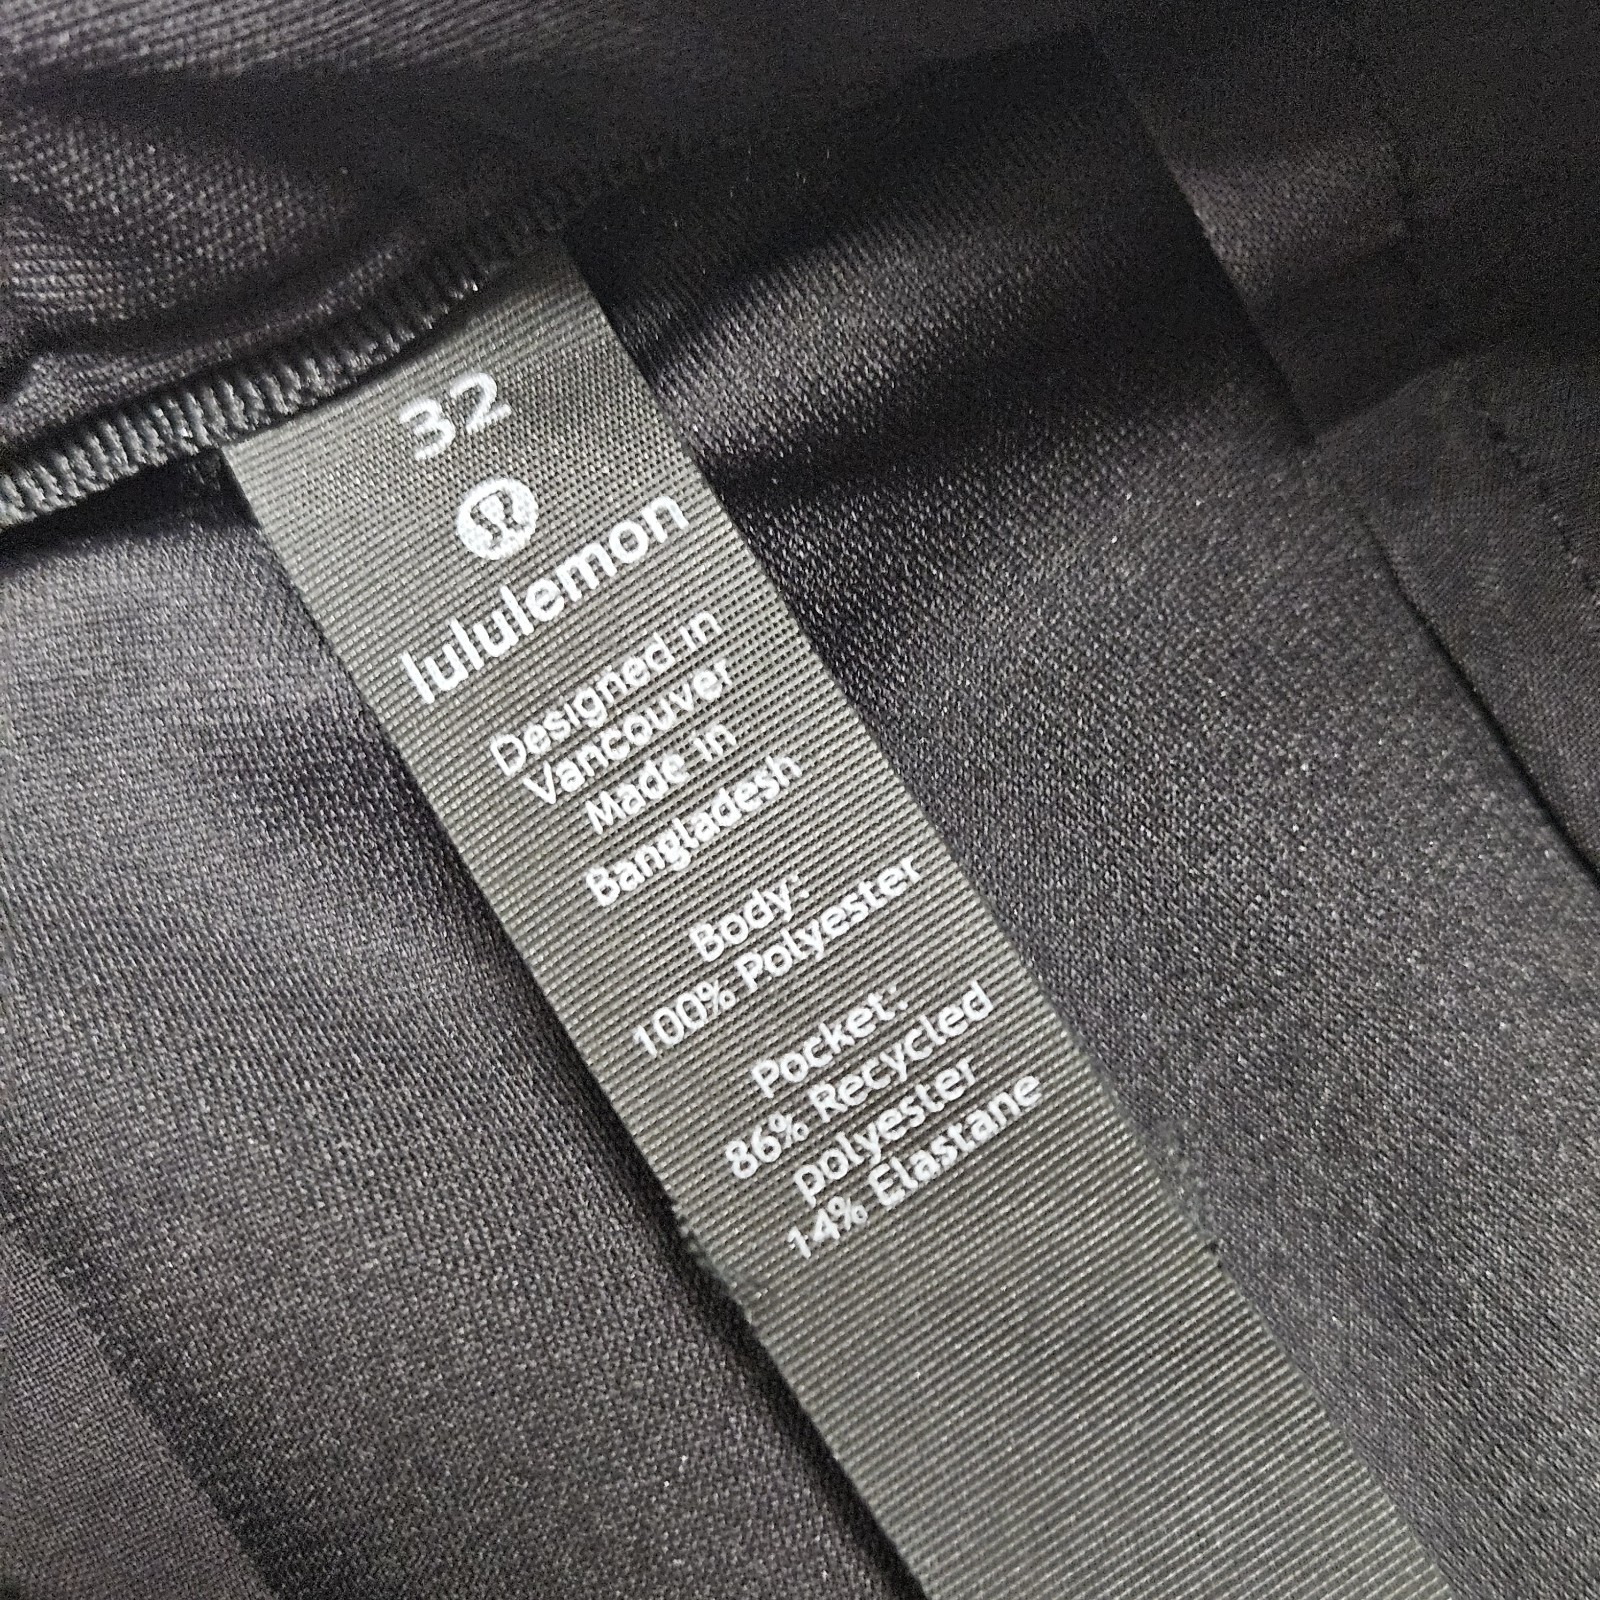 32
lululemon
Designed in
Vancouver
Made in
Bangladesh
Body:
100% Polyester
Pocket:
86% Recycled
polyester
14% Elastane